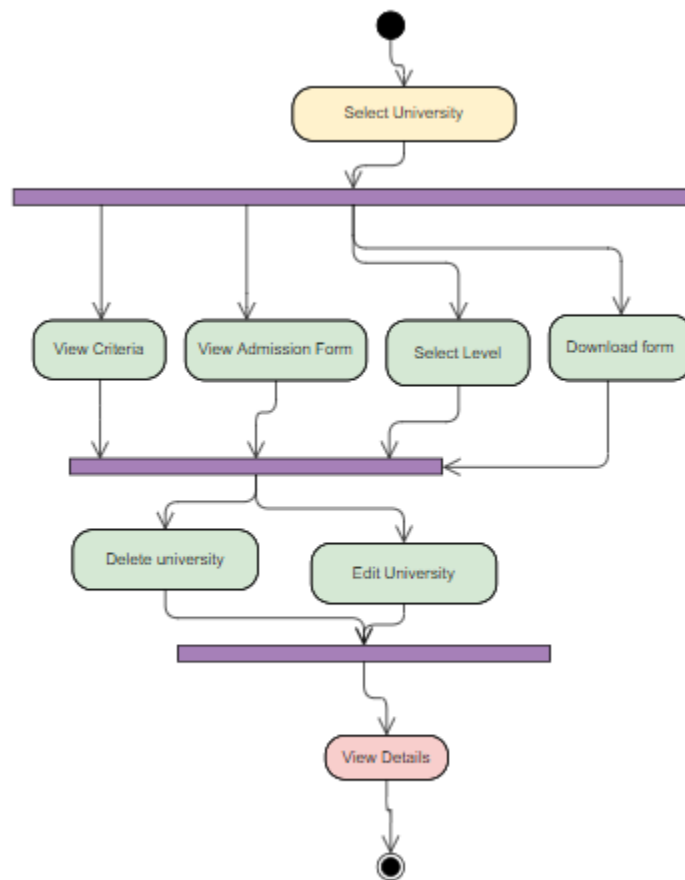 Select University
View Criteria
View Admission Form
Select Level
Download form
Delete university
Edit University
View Details